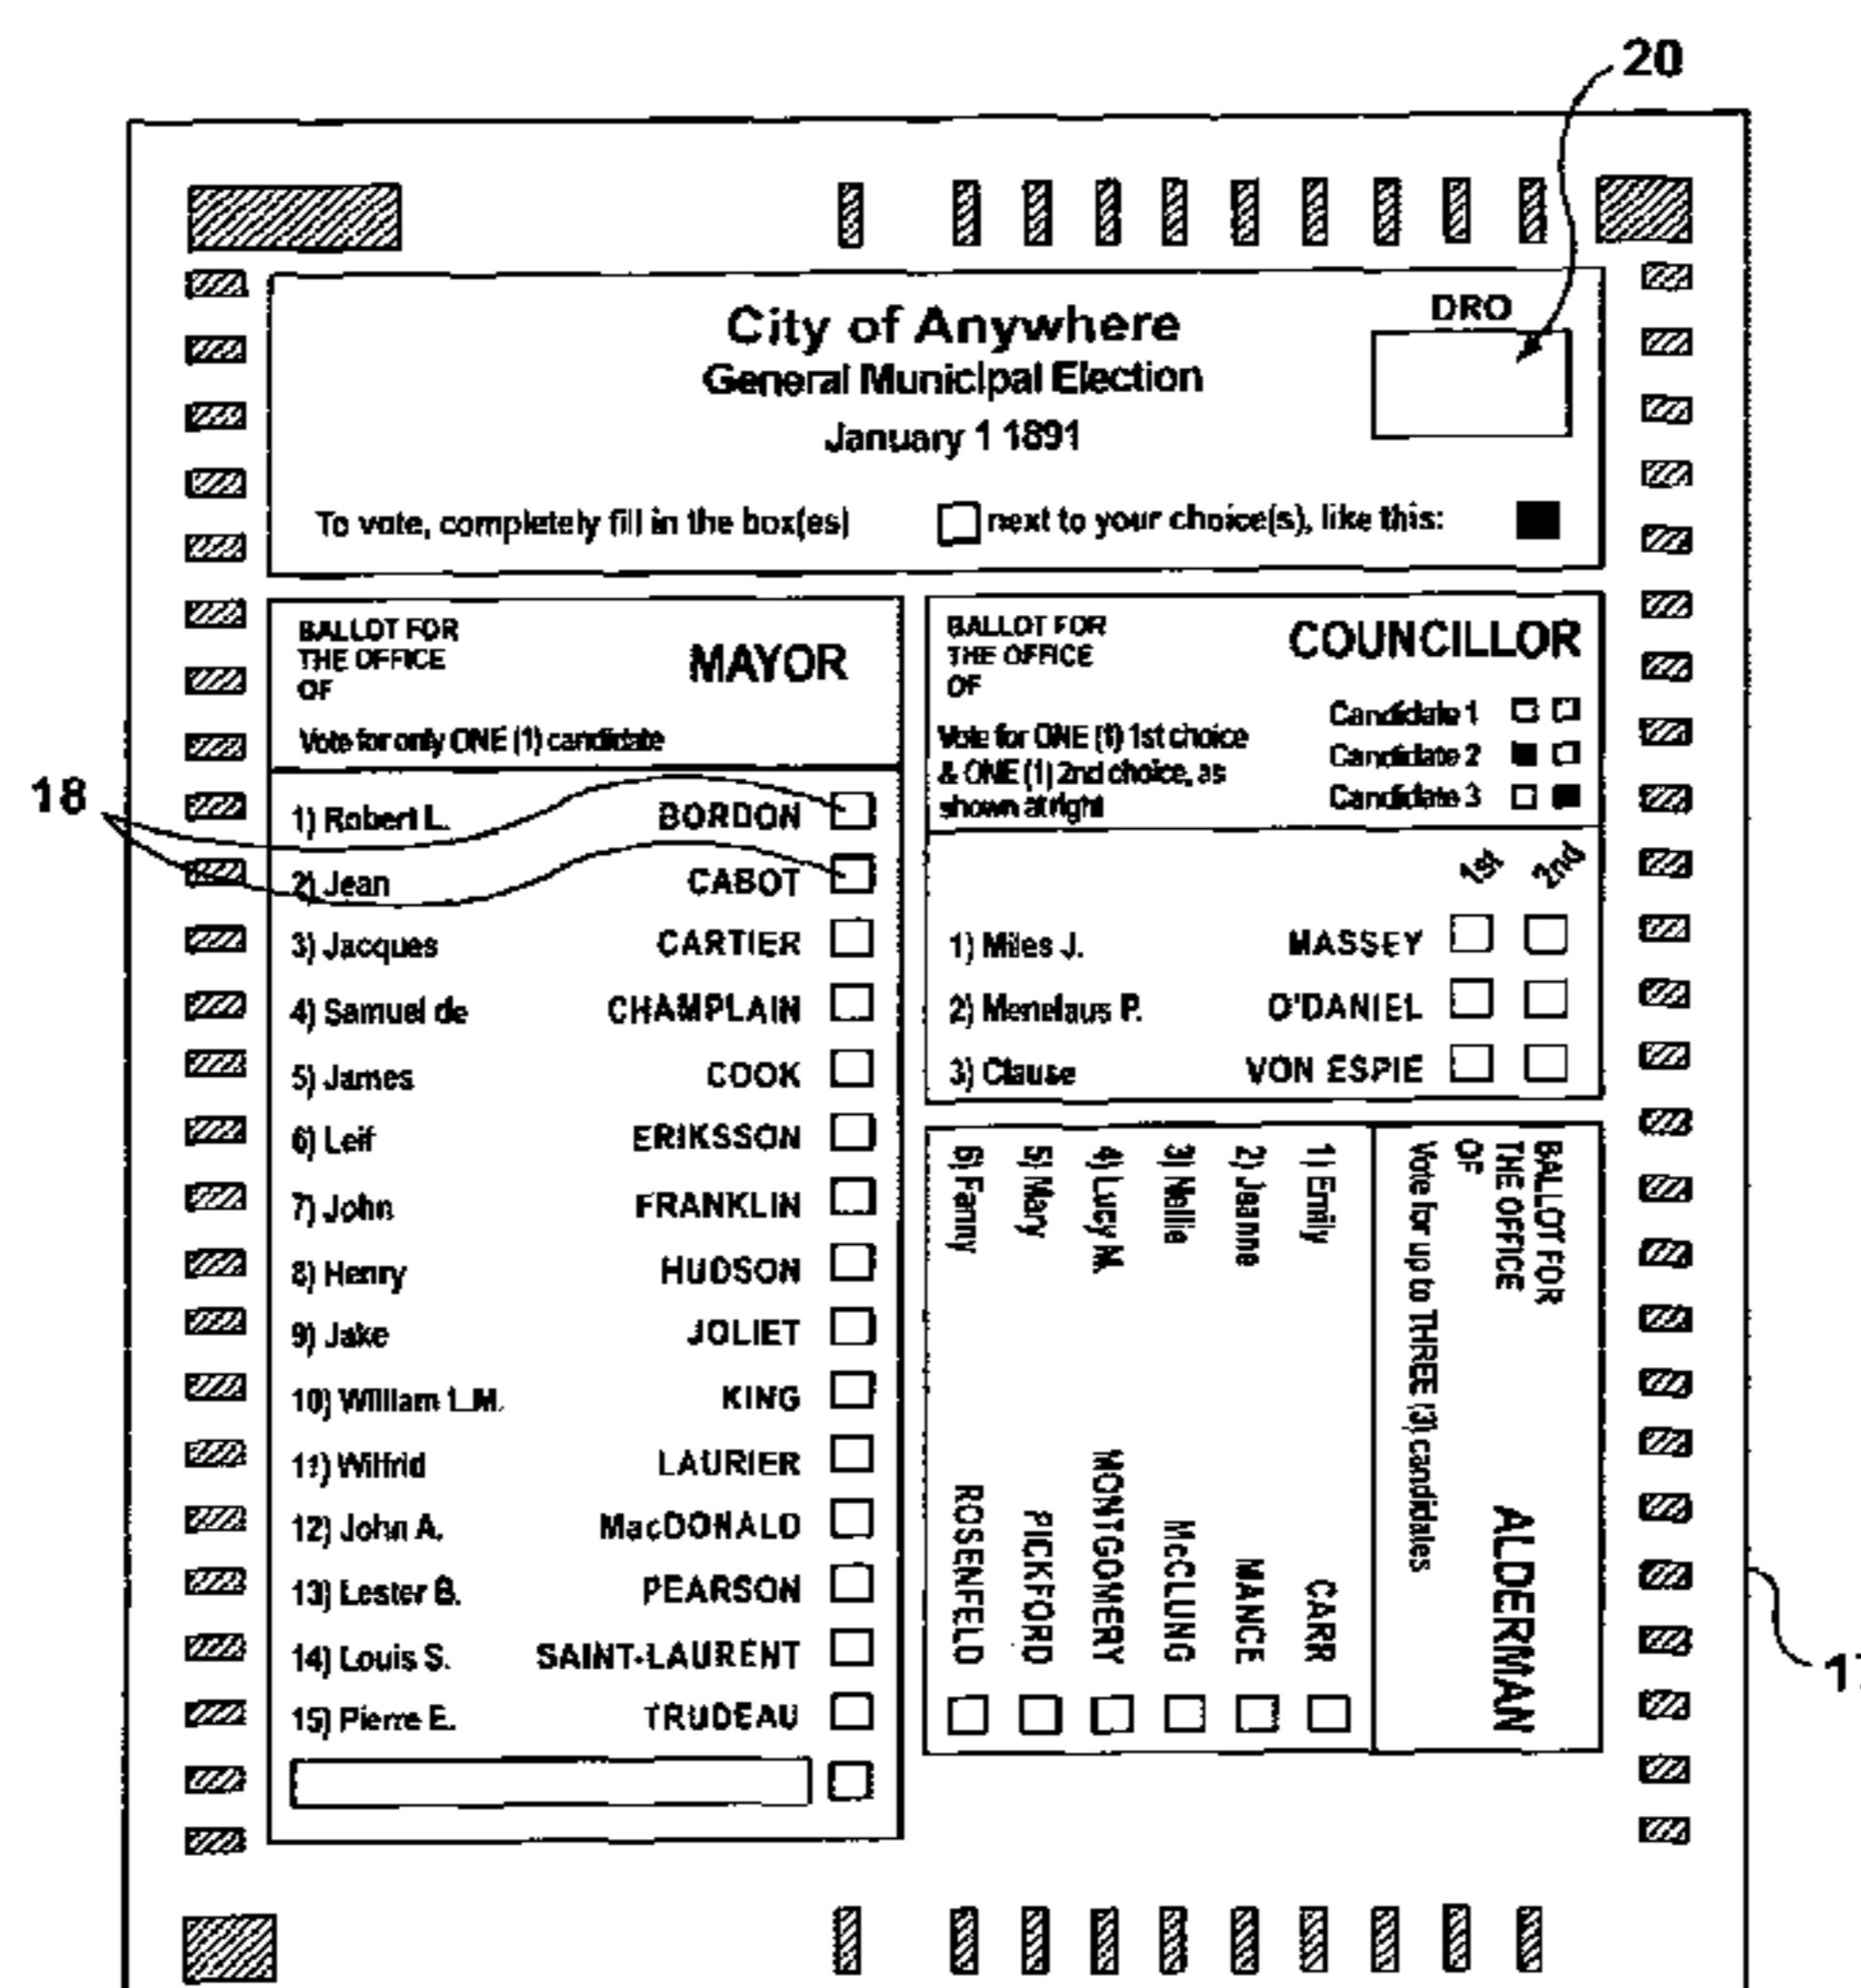 20
DRO
City of Anywhere
General Municipal Election
January 1 1891
To vote, completely fill in the box(es) next to your choice(s), like this:
BALLOT FOR
THE OFFICE
OF
MAYOR
Vote for only ONE (1) candidate
18
1) Robert L. BORDON
2) Jean CABOT
3) Jacques CARTIER
4) Samuel de CHAMPLAIN
5) James COOK
6) Leif ERIKSSON
7) John FRANKLIN
8) Henry HUDSON
9) Jake JOLIET
10) William L.M. KING
11) Wilfrid LAURIER
12) John A. MacDONALD
13) Lester B. PEARSON
14) Louis S. SAINT-LAURENT
15) Pierre E. TRUDEAU
BALLOT FOR
THE OFFICE
OF
COUNCILLOR
Vote for ONE (1) 1st choice
& ONE (1) 2nd choice, as
shown at right
Candidate 1
Candidate 2
Candidate 3
1st 2nd
1) Miles J. MASSEY
2) Menelaus P. O'DANIEL
3) Clause VON ESPIE
BALLOT FOR
THE OFFICE
OF
ALDERMAN
Vote for up to THREE (3) candidates
1) Emily CARR
2) Jeanne MANCE
3) Nellie McCLUNG
4) Lucy M. MONTGOMERY
5) Mary PICKFORD
6) Fanny ROSENFELD